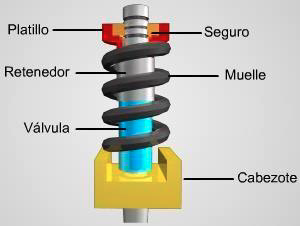 Platillo
Seguro
Retenedor
Muelle
Válvula
Cabezote